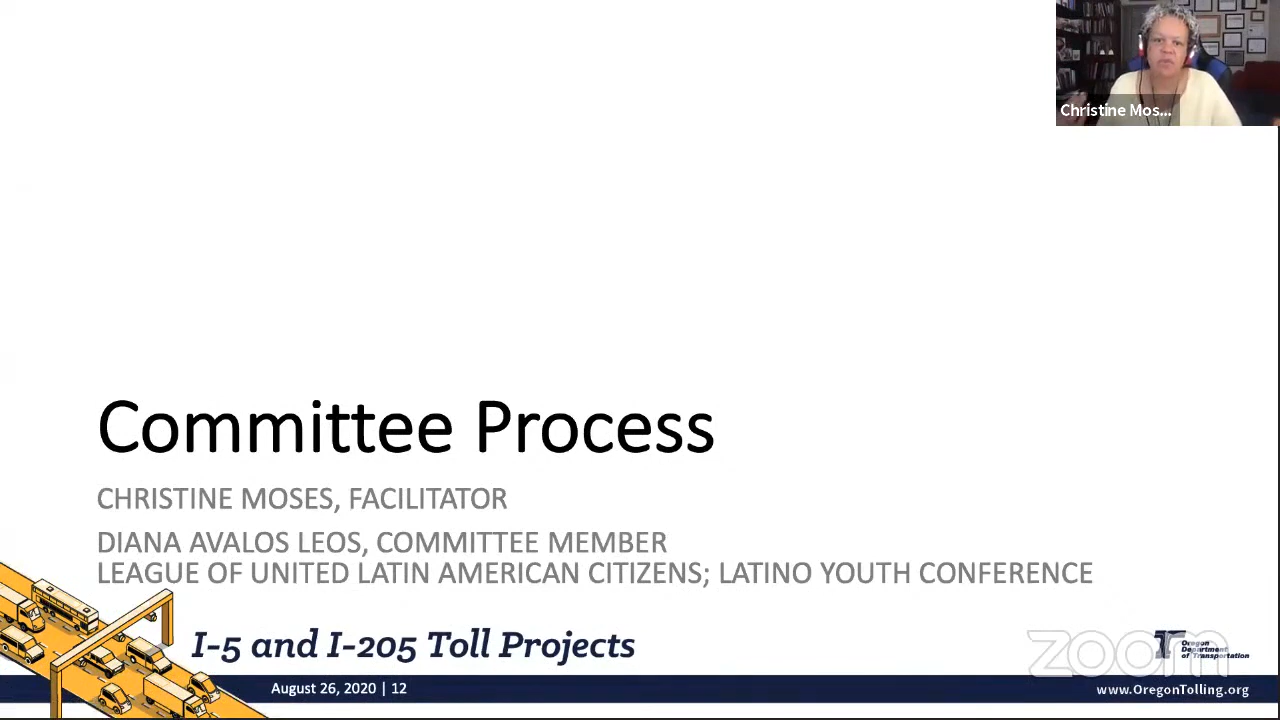 Christine Mos...
Committee Process
CHRISTINE MOSES, FACILITATOR
DIANA AVALOS LEOS, COMMITTEE MEMBER
LEAGUE OF UNITED LATIN AMERICAN CITIZENS; LATINO YOUTH CONFERENCE
I-5 and I-205 Toll Projects
zoom
Oregon
Department
of Transportation
August 26, 2020 | 12
www.OregonTolling.org